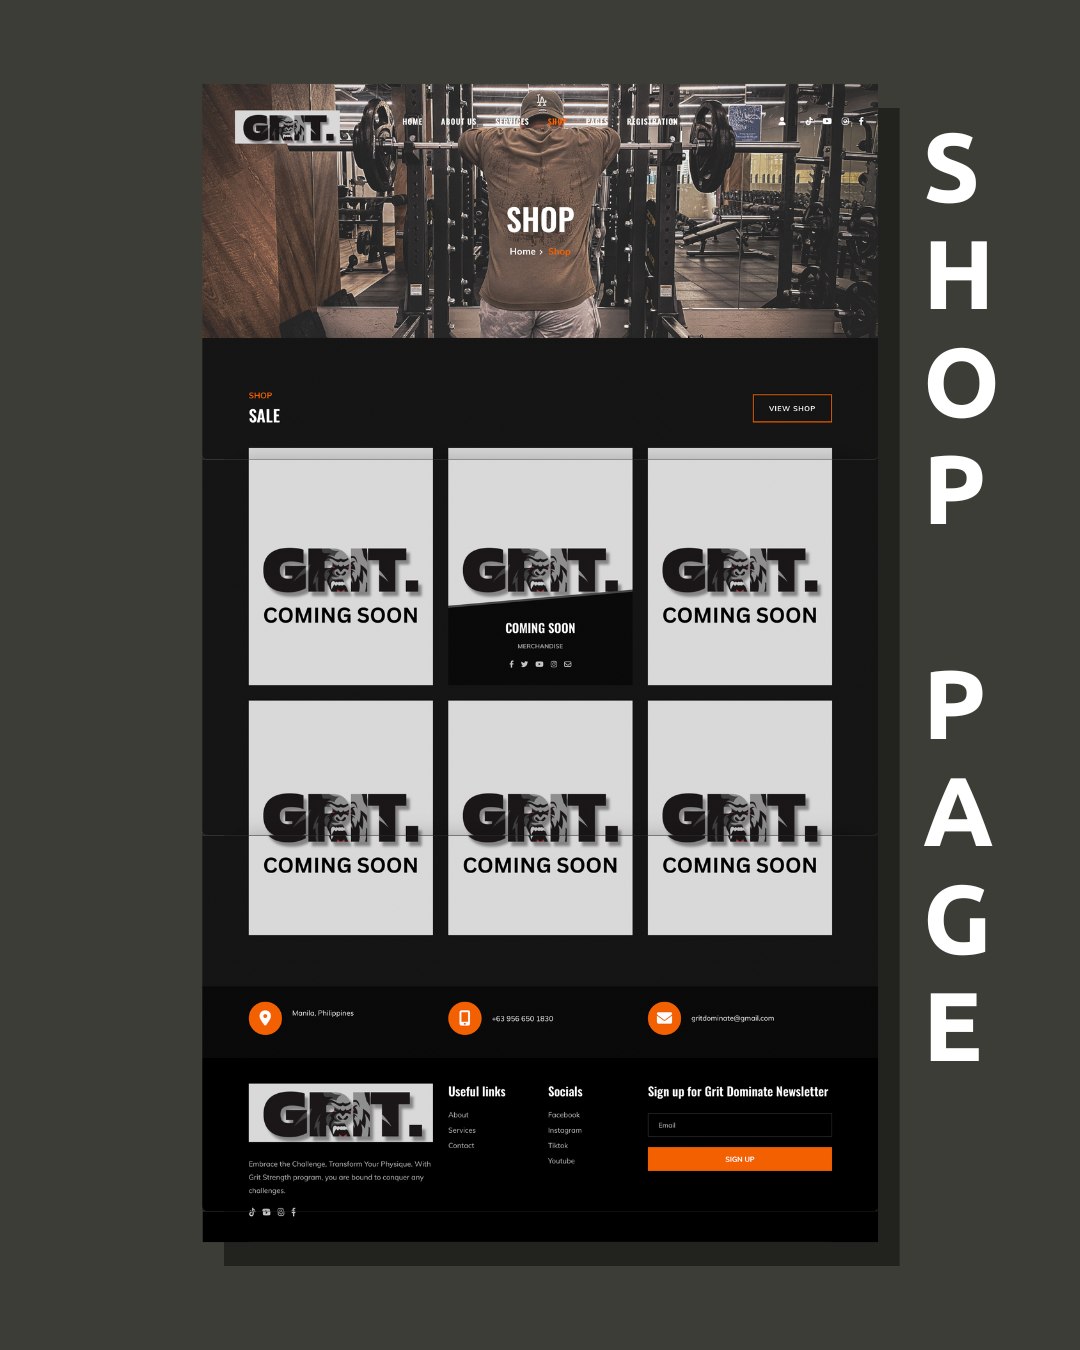 GRIT.
HOME ABOUT US SERVICES SHOP PAGES REGISTRATION
LA
SHOP
Home › Shop
SHOP
SALE
VIEW SHOP
GRIT.
COMING SOON
GRIT.
COMING SOON
MERCHANDISE
GRIT.
COMING SOON
GRIT.
COMING SOON
GRIT.
COMING SOON
GRIT.
COMING SOON
Manila, Philippines
+63 956 650 1830
gritdominate@gmail.com
GRIT.
Embrace the Challenge, Transform Your Physique, With
Grit Strength program, you are bound to conquer any
challenges.
Useful links
About
Services
Contact
Socials
Facebook
Instagram
Tiktok
Youtube
Sign up for Grit Dominate Newsletter
Email
SIGN UP
SHOP PAGE